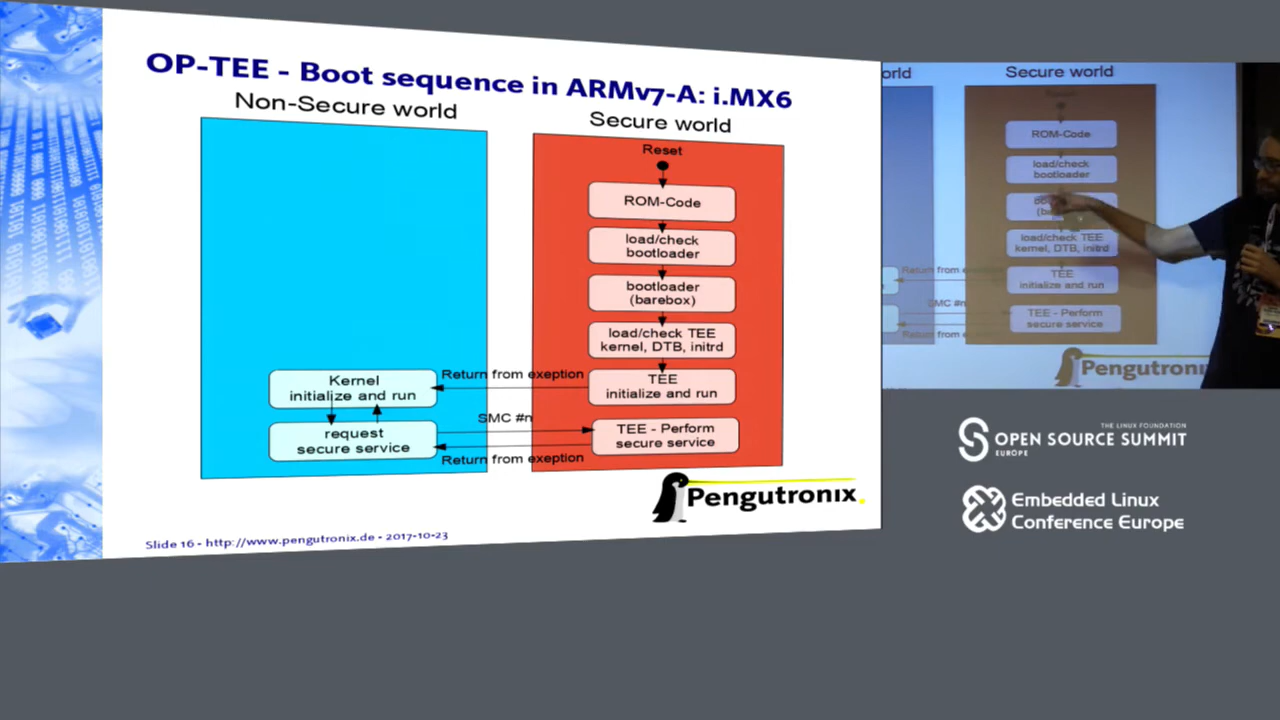 OP-TEE - Boot sequence in ARMv7-A: i.MX6
Non-Secure world
Secure world
Reset
ROM-Code
load/check
bootloader
bootloader
(barebox)
load/check TEE
kernel, DTB, initrd
TEE
initialize and run
Return from exeption
Kernel
initialize and run
request
secure service
SMC #n
Return from exeption
TEE - Perform
secure service
Pengutronix
Slide 16 - http://www.pengutronix.de - 2017-10-23
orld
Secure world
ROM-Code
load/check
bootloader
load/check TEE
kernel, DTB, initrd
Return from
TEE
initialize and run
SMC #n
TEE - Perform
secure service
Return from
Pengutroni
THE LINUX FOUNDATION
OPEN SOURCE SUMMIT
EUROPE
Embedded Linux
Conference Europe